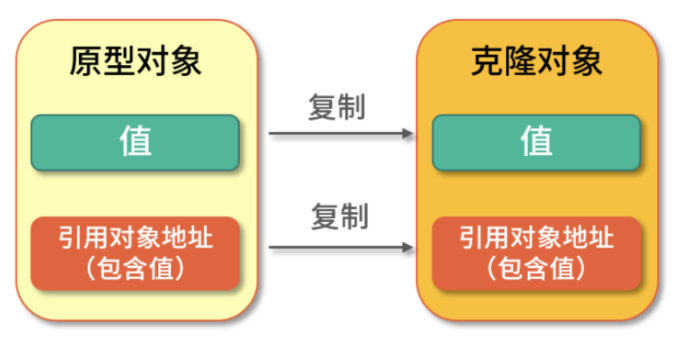 原型对象
克隆对象
值
复制
值
引用对象地址
（包含值）
复制
引用对象地址
（包含值）